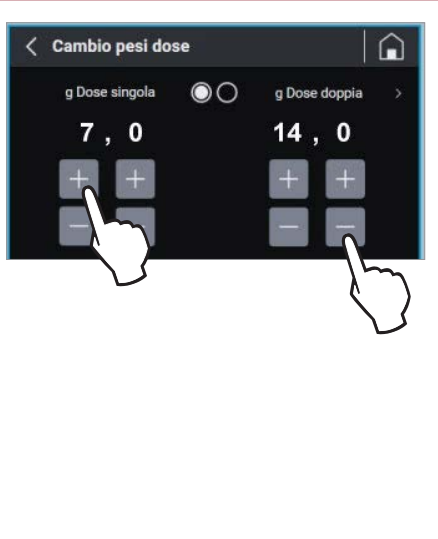 Cambio pesi dose
g Dose singola
g Dose doppia
7 , 0
14 , 0
+ +
+ +
− −
− −